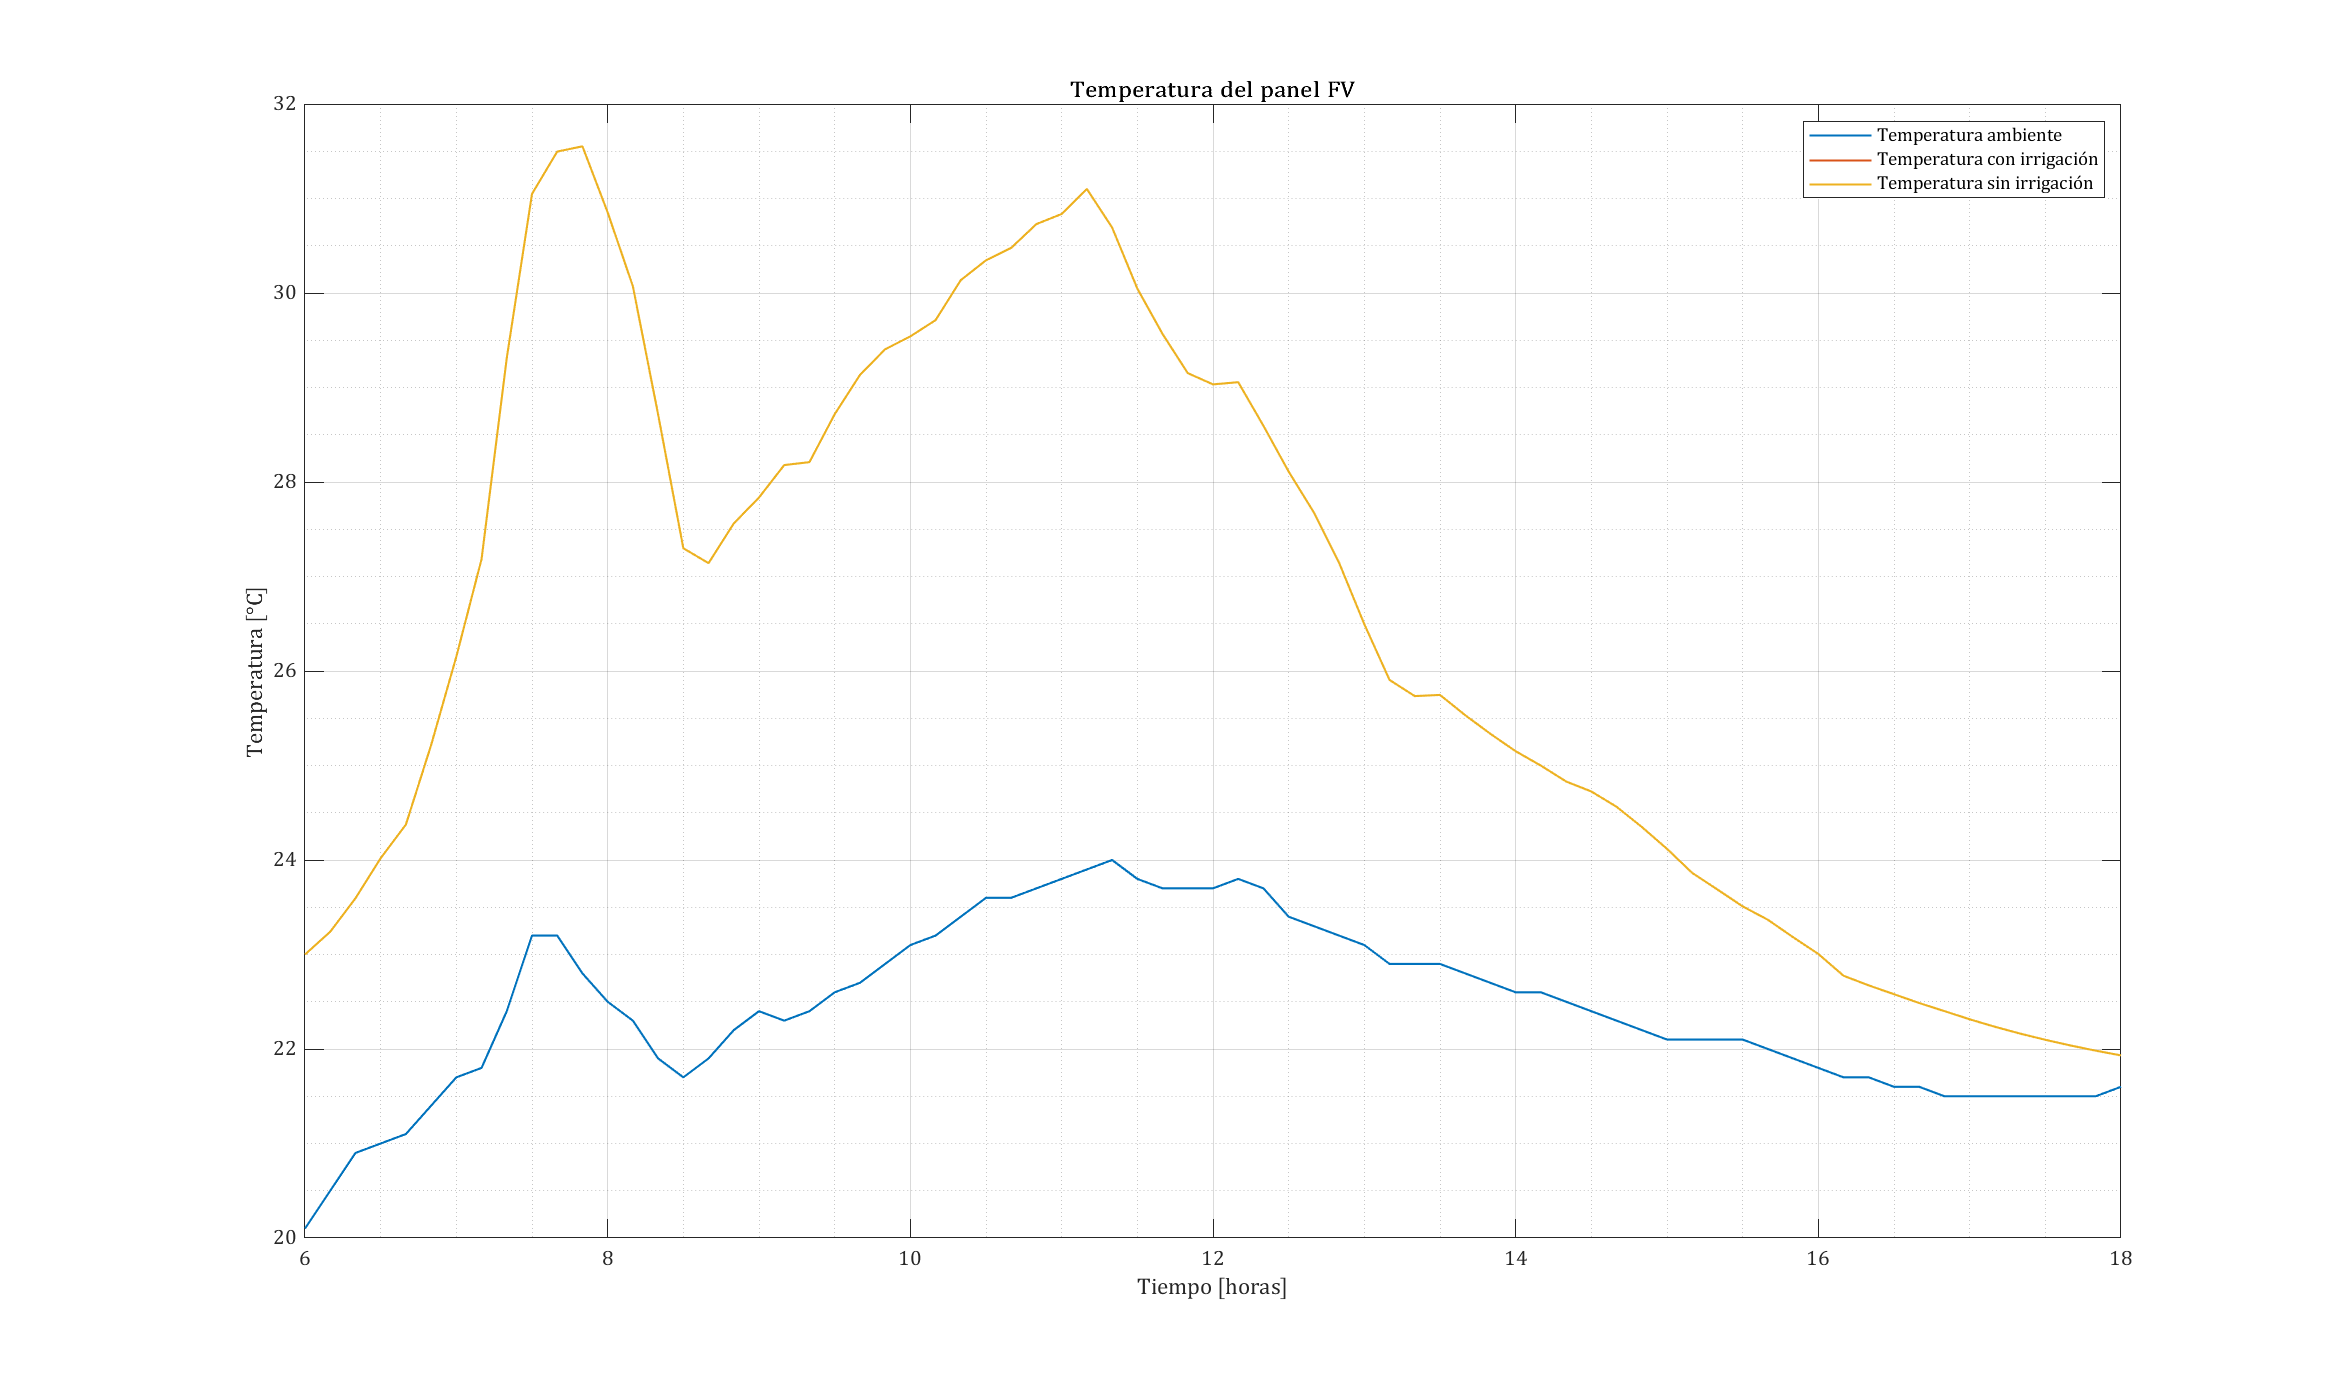 Temperatura del panel FV
32
30
28
26
24
22
20
Temperatura [°C]
Temperatura ambiente
Temperatura con irrigación
Temperatura sin irrigación
6 8 10 12 14 16 18
Tiempo [horas]